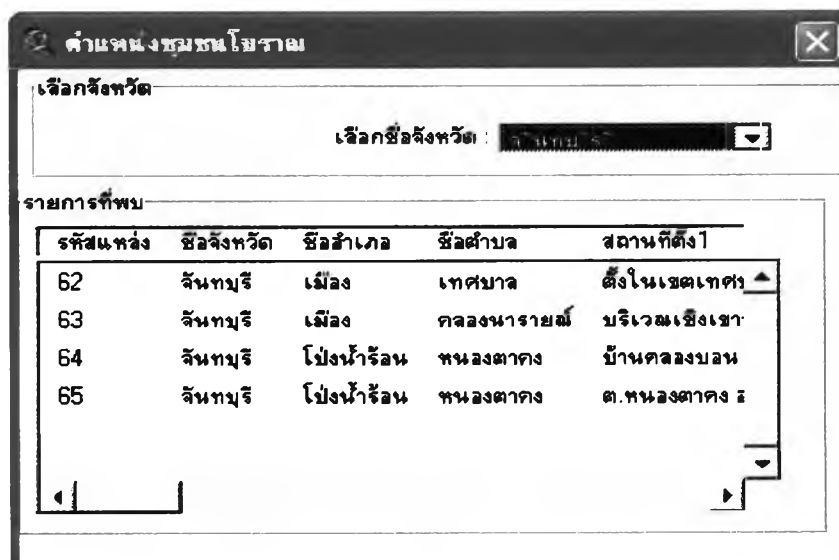 ตำแหน่งชุมชนโบราณ
เลือกจังหวัด
เลือกชื่อจังหวัด :
รายการที่พบ
รหัสแหล่ง ชื่อจังหวัด ชื่ออำเภอ ชื่อตำบล สถานที่ตั้ง1
62 จันทบุรี เมือง เทศบาล ตั้งในเขตเทศบ
63 จันทบุรี เมือง คลองนารายณ์ บริเวณเชิงเขา
64 จันทบุรี โป่งน้ำร้อน หนองตาคง บ้านคลองบอน
65 จันทบุรี โป่งน้ำร้อน หนองตาคง ต.หนองตาคง อ